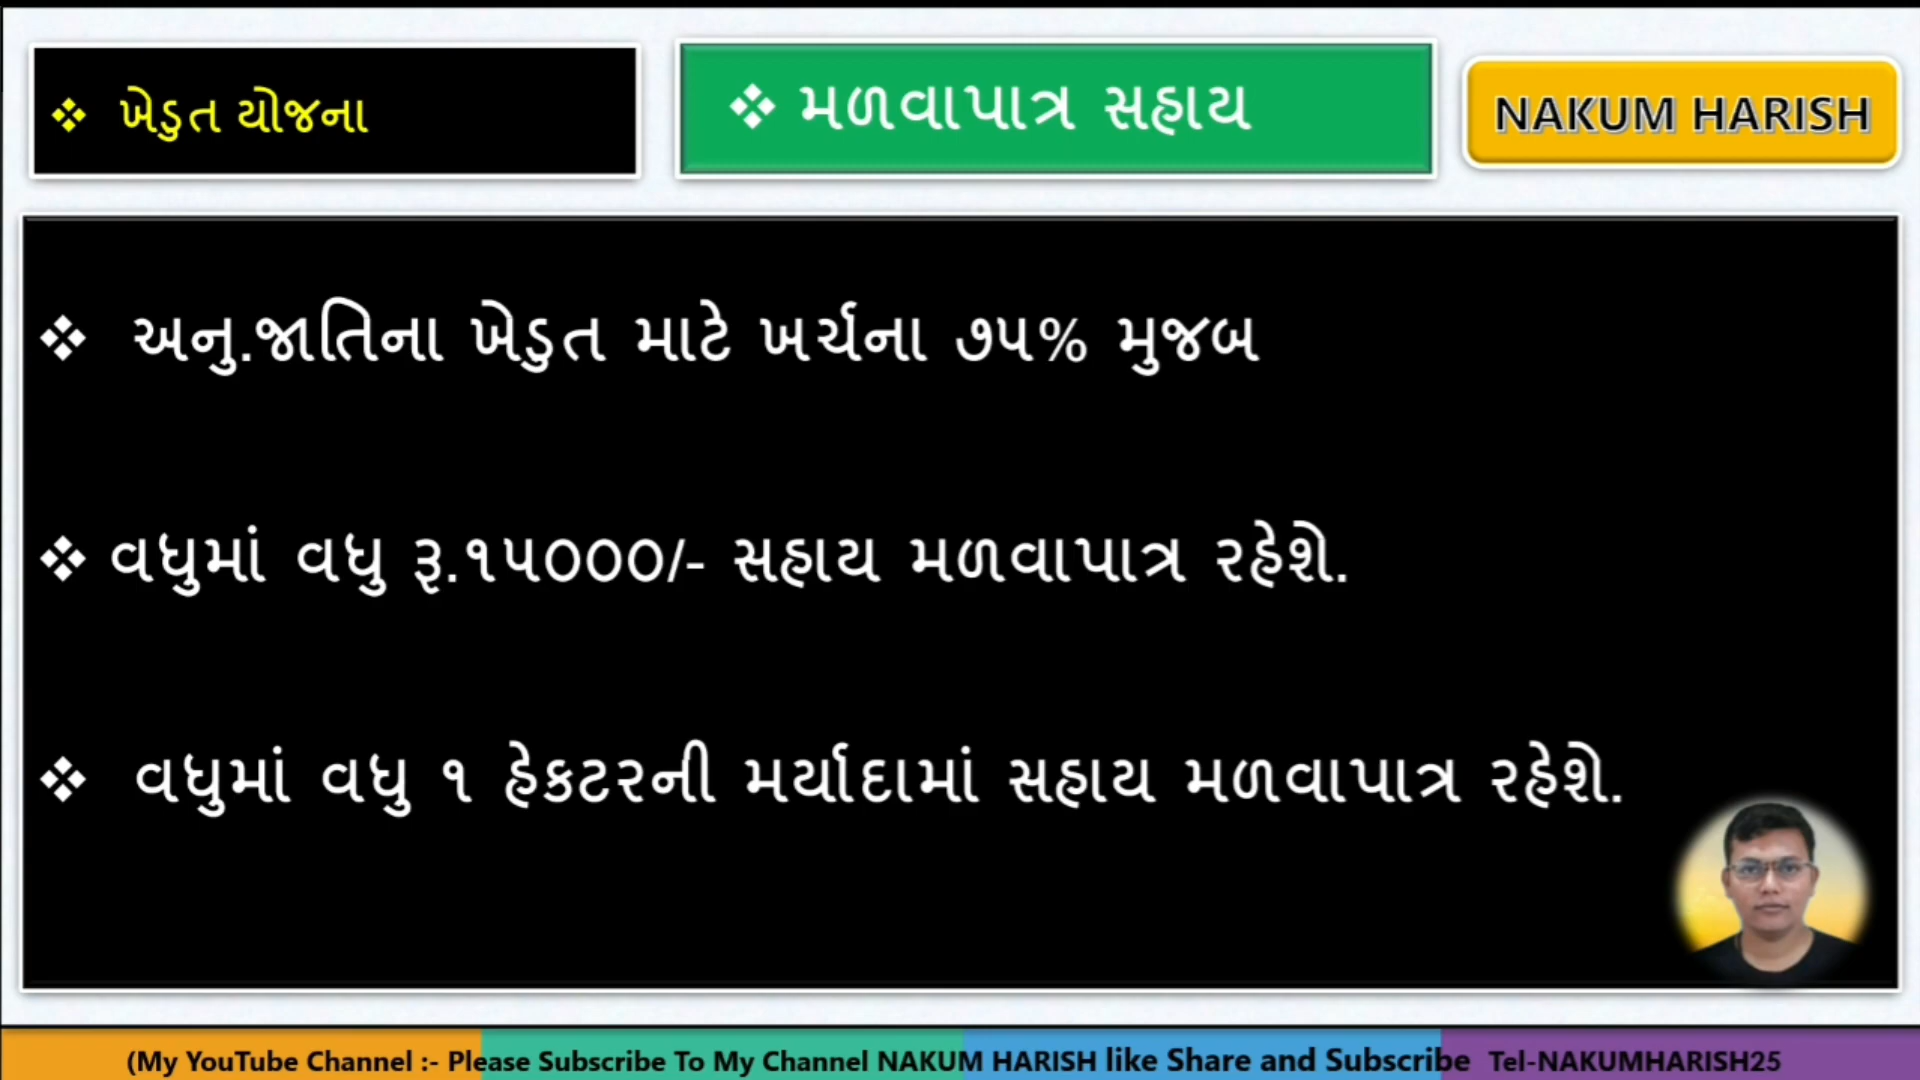 ❖ ખેડુત યોજના
❖ મળવાપાત્ર સહાય
NAKUM HARISH
❖ અનુ.જાતિના ખેડુત માટે ખર્ચના ૭૫% મુજબ
❖ વધુમાં વધુ રૂ.૧૫૦૦૦/- સહાય મળવાપાત્ર રહેશે.
❖ વધુમાં વધુ ૧ હેકટરની મર્યાદામાં સહાય મળવાપાત્ર રહેશે.
(My YouTube Channel :- Please Subscribe To My Channel NAKUM HARISH like Share and Subscribe Tel-NAKUMHARISH25